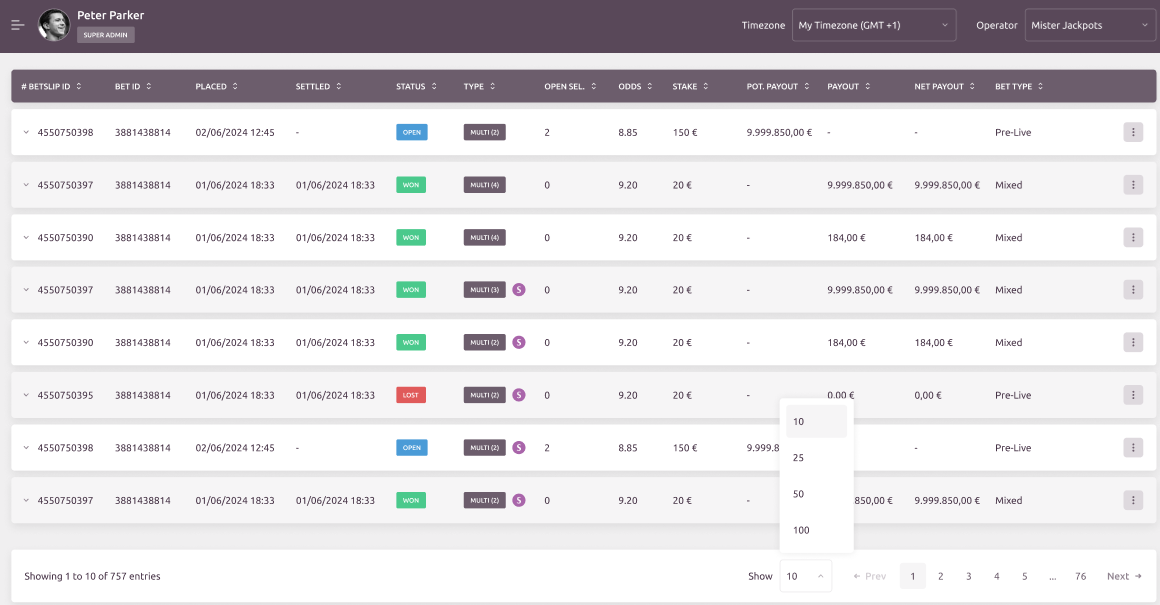 Peter Parker
SUPER ADMIN
Timezone My Timezone (GMT +1) Operator Mister Jackpots
# BETSLIP ID BET ID PLACED SETTLED STATUS TYPE OPEN SEL. ODDS STAKE POT. PAYOUT PAYOUT NET PAYOUT BET TYPE
4550750398 3881438814 02/06/2024 12:45 - OPEN MULTI (2) 2 8.85 150 € 9.999.850,00 € - - Pre-Live
4550750397 3881438814 01/06/2024 18:33 01/06/2024 18:33 WON MULTI (4) 0 9.20 20 € - 9.999.850,00 € 9.999.850,00 € Mixed
4550750390 3881438814 01/06/2024 18:33 01/06/2024 18:33 WON MULTI (4) 0 9.20 20 € - 184,00 € 184,00 € Mixed
4550750397 3881438814 01/06/2024 18:33 01/06/2024 18:33 WON MULTI (3) S 0 9.20 20 € - 9.999.850,00 € 9.999.850,00 € Mixed
4550750390 3881438814 01/06/2024 18:33 01/06/2024 18:33 WON MULTI (2) S 0 9.20 20 € - 184,00 € 184,00 € Mixed
4550750395 3881438814 01/06/2024 18:33 01/06/2024 18:33 LOST MULTI (2) S 0 9.20 20 € - 0,00 € 0,00 € Pre-Live
4550750398 3881438814 02/06/2024 12:45 - OPEN MULTI (2) S 2 8.85 150 € 9.999.8 - Pre-Live
4550750397 3881438814 01/06/2024 18:33 01/06/2024 18:33 WON MULTI (2) S 0 9.20 20 € - .850,00 € 9.999.850,00 € Mixed
10
25
50
100
Showing 1 to 10 of 757 entries Show 10 ← Prev 1 2 3 4 5 ... 76 Next →